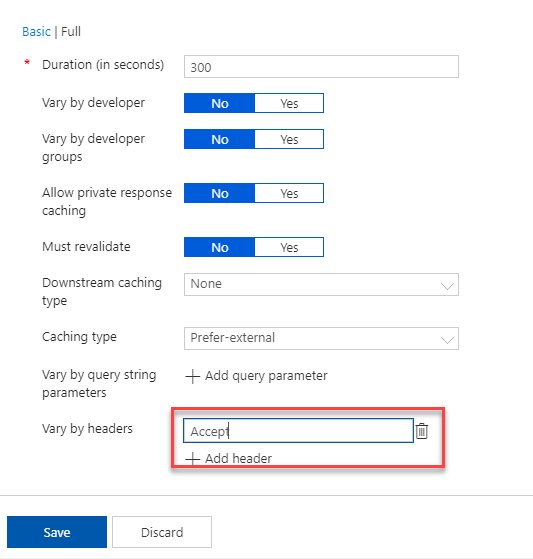 Basic | Full
* Duration (in seconds) 300
Vary by developer No Yes
Vary by developer groups No Yes
Allow private response caching No Yes
Must revalidate No Yes
Downstream caching type None
Caching type Prefer-external
Vary by query string parameters Add query parameter
Vary by headers Accept
Add header
Save Discard